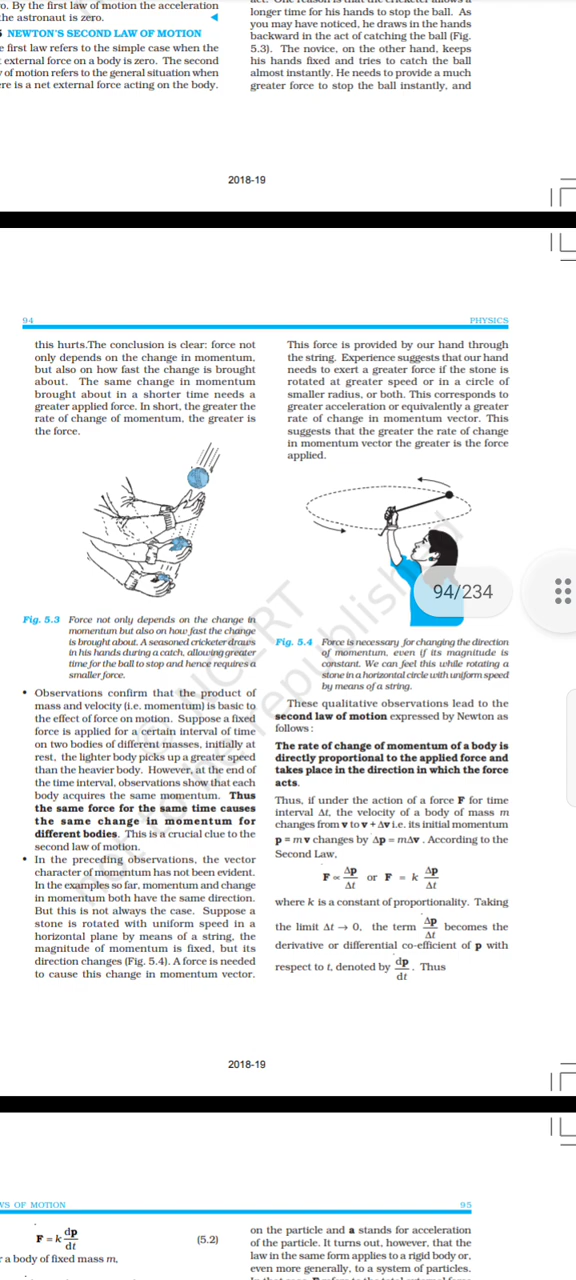 o. By the first law of motion the acceleration
the astronaut is zero.
NEWTON'S SECOND LAW OF MOTION
e first law refers to the simple case when the
external force on a body is zero. The second
of motion refers to the general situation when
ere is a net external force acting on the body.
longer time for his hands to stop the ball. As
you may have noticed, he draws in the hands
backward in the act of catching the ball (Fig.
5.3). The novice, on the other hand, keeps
his hands fixed and tries to catch the ball
almost instantly. He needs to provide a much
greater force to stop the ball instantly, and
2018-19
94
PHYSICS
this hurts.The conclusion is clear: force not
only depends on the change in momentum,
but also on how fast the change is brought
about. The same change in momentum
brought about in a shorter time needs a
greater applied force. In short, the greater the
rate of change of momentum, the greater is
the force.
Fig. 5.3 Force not only depends on the change in
momentum but also on how fast the change
is brought about. A seasoned cricketer draws
in his hands during a catch, allowing greater
time for the ball to stop and hence requires a
smaller force.
• Observations confirm that the product of
mass and velocity (i.e. momentum) is basic to
the effect of force on motion. Suppose a fixed
force is applied for a certain interval of time
on two bodies of different masses, initially at
rest, the lighter body picks up a greater speed
than the heavier body. However, at the end of
the time interval, observations show that each
body acquires the same momentum. Thus
the same force for the same time causes
the same change in momentum for
different bodies. This is a crucial clue to the
second law of motion.
• In the preceding observations, the vector
character of momentum has not been evident.
In the examples so far, momentum and change
in momentum both have the same direction.
But this is not always the case. Suppose a
stone is rotated with uniform speed in a
horizontal plane by means of a string, the
magnitude of momentum is fixed, but its
direction changes (Fig. 5.4). A force is needed
to cause this change in momentum vector.
This force is provided by our hand through
the string. Experience suggests that our hand
needs to exert a greater force if the stone is
rotated at greater speed or in a circle of
smaller radius, or both. This corresponds to
greater acceleration or equivalently a greater
rate of change in momentum vector. This
suggests that the greater the rate of change
in momentum vector the greater is the force
applied.
94/234
Fig. 5.4 Force is necessary for changing the direction
of momentum, even if its magnitude is
constant. We can feel this while rotating a
stone in a horizontal circle with uniform speed
by means of a string.
These qualitative observations lead to the
second law of motion expressed by Newton as
follows :
The rate of change of momentum of a body is
directly proportional to the applied force and
takes place in the direction in which the force
acts.
Thus, if under the action of a force F for time
interval Δt, the velocity of a body of mass m
changes from v to v + Δv i.e. its initial momentum
p = m v changes by Δp = mΔv . According to the
Second Law,
F ∝ Δp/Δt or F = k Δp/Δt
where k is a constant of proportionality. Taking
the limit Δt → 0, the term Δp/Δt becomes the
derivative or differential co-efficient of p with
respect to t, denoted by dp/dt . Thus
© NCERT
not to be republished
2018-19
WS OF MOTION
95
F = k dp/dt (5.2)
r a body of fixed mass m,
on the particle and a stands for acceleration
of the particle. It turns out, however, that the
law in the same form applies to a rigid body or,
even more generally, to a system of particles.